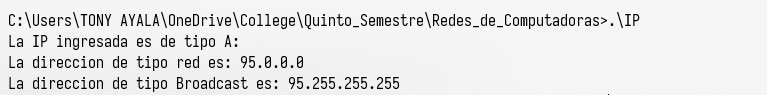 C:\Users\TONY AYALA\OneDrive\College\Quinto_Semestre\Redes_de_Computadoras>.\IP
La IP ingresada es de tipo A:
La direccion de tipo red es: 95.0.0.0
La direccion de tipo Broadcast es: 95.255.255.255